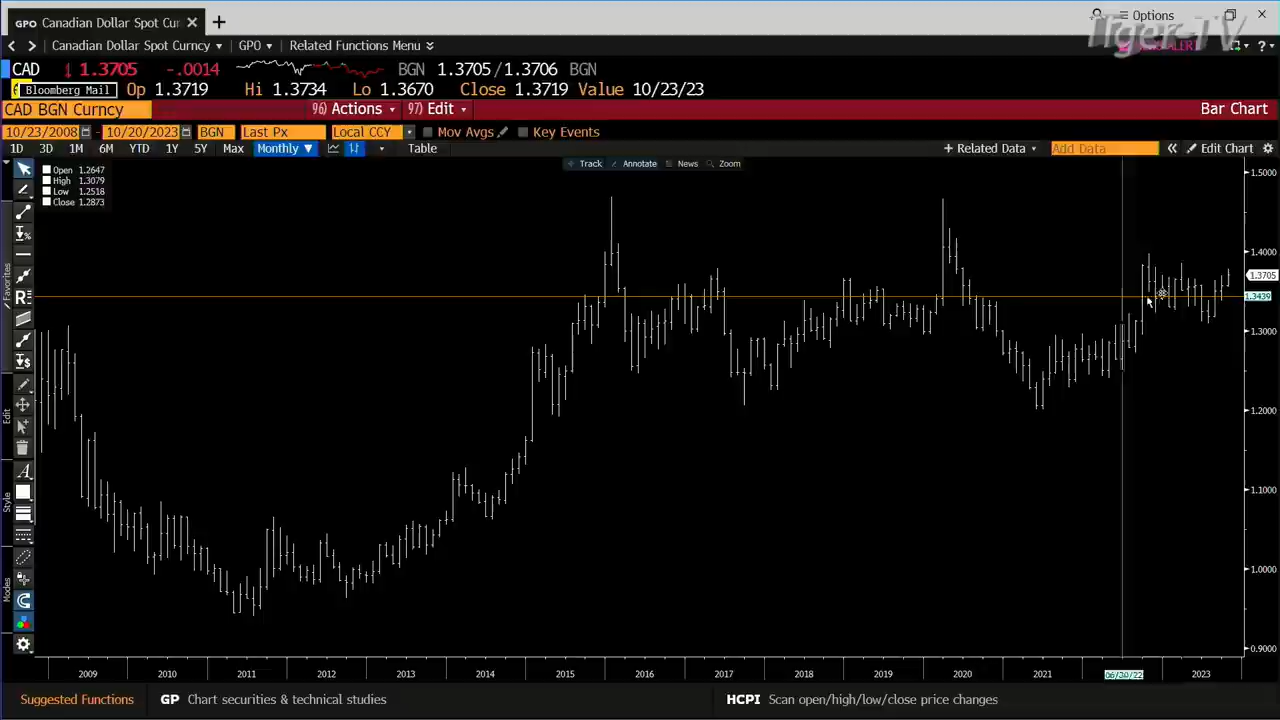 GPO Canadian Dollar Spot Cur
Options
Tiger-TV
Canadian Dollar Spot Curncy GPO Related Functions Menu
CAD 1.3705 -.0014 BGN 1.3705/1.3706 BGN
Bloomberg Mail Op 1.3719 Hi 1.3734 Lo 1.3670 Close 1.3719 Value 10/23/23
CAD BGN Curncy 96) Actions 97) Edit Bar Chart
10/23/2008 - 10/20/2023 BGN Last Px Local CCY Mov Avgs Key Events
1D 3D 1M 6M YTD 1Y 5Y Max Monthly Table + Related Data Add Data Edit Chart
Track Annotate News Zoom
Open 1.2647
High 1.3079
Low 1.2518
Close 1.2873
1.5000
1.4000
1.3705
1.3439
1.3000
1.2000
1.1000
1.0000
0.9000
Favorites
Edit
Style
Modes
2009 2010 2011 2012 2013 2014 2015 2016 2017 2018 2019 2020 2021 06/30/22 2023
Suggested Functions GP Chart securities & technical studies HCPI Scan open/high/low/close price changes